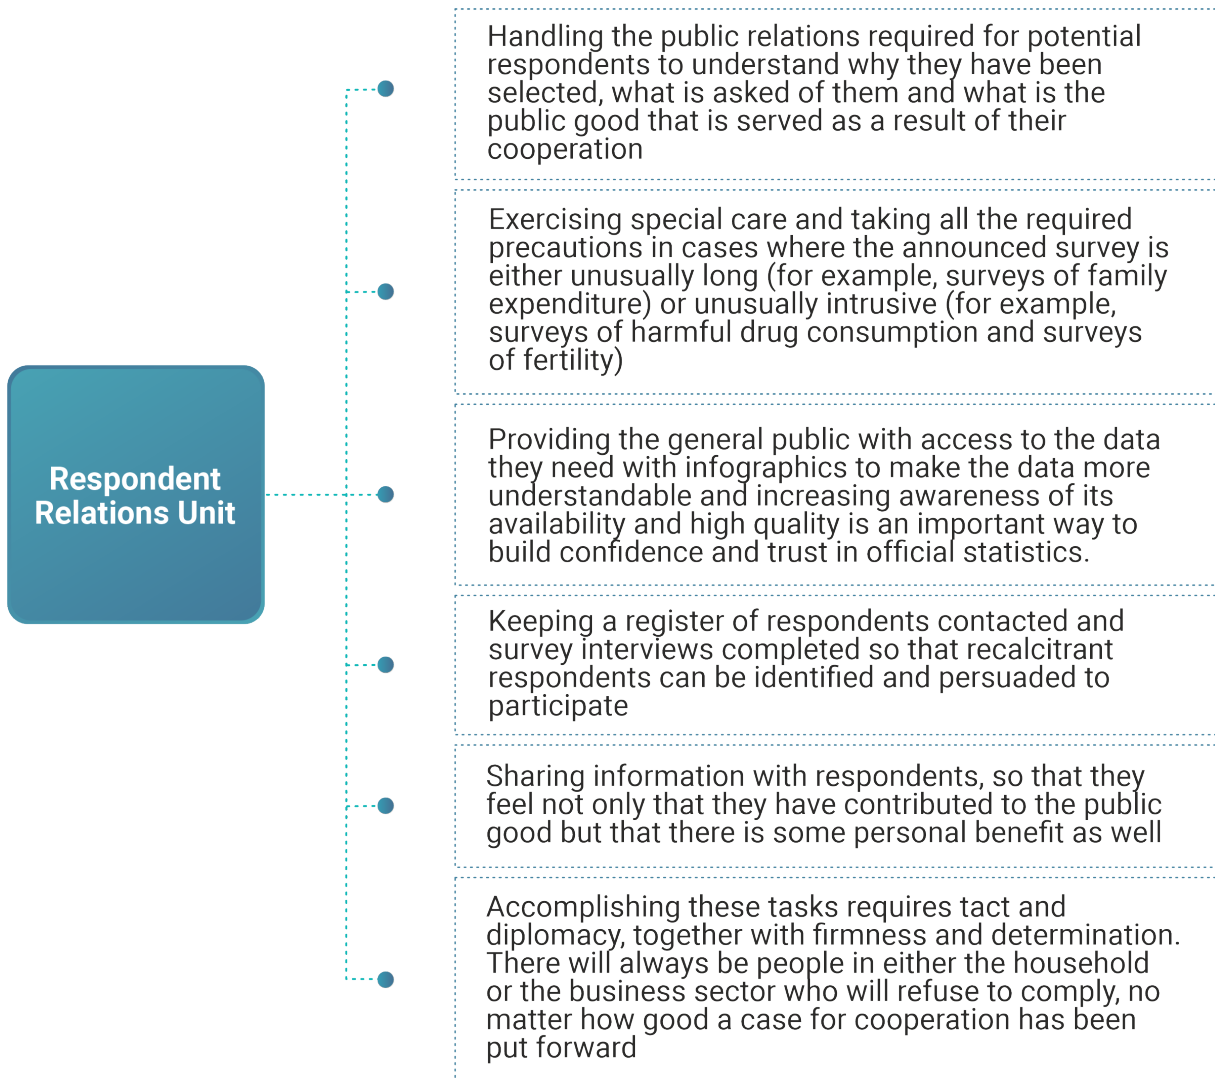 Respondent
Relations Unit
Handling the public relations required for potential
respondents to understand why they have been
selected, what is asked of them and what is the
public good that is served as a result of their
cooperation
Exercising special care and taking all the required
precautions in cases where the announced survey is
either unusually long (for example, surveys of family
expenditure) or unusually intrusive (for example,
surveys of harmful drug consumption and surveys
of fertility)
Providing the general public with access to the data
they need with infographics to make the data more
understandable and increasing awareness of its
availability and high quality is an important way to
build confidence and trust in official statistics.
Keeping a register of respondents contacted and
survey interviews completed so that recalcitrant
respondents can be identified and persuaded to
participate
Sharing information with respondents, so that they
feel not only that they have contributed to the public
good but that there is some personal benefit as well
Accomplishing these tasks requires tact and
diplomacy, together with firmness and determination.
There will always be people in either the household
or the business sector who will refuse to comply, no
matter how good a case for cooperation has been
put forward